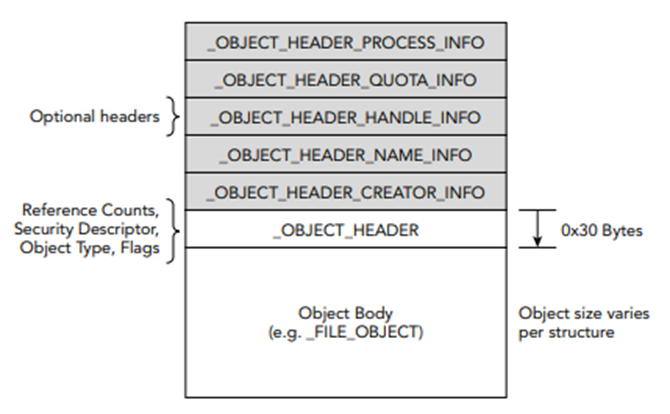 _OBJECT_HEADER_PROCESS_INFO
_OBJECT_HEADER_QUOTA_INFO
Optional headers
_OBJECT_HEADER_HANDLE_INFO
_OBJECT_HEADER_NAME_INFO
_OBJECT_HEADER_CREATOR_INFO
Reference Counts,
Security Descriptor,
Object Type, Flags
_OBJECT_HEADER
0x30 Bytes
Object Body
(e.g. _FILE_OBJECT)
Object size varies
per structure